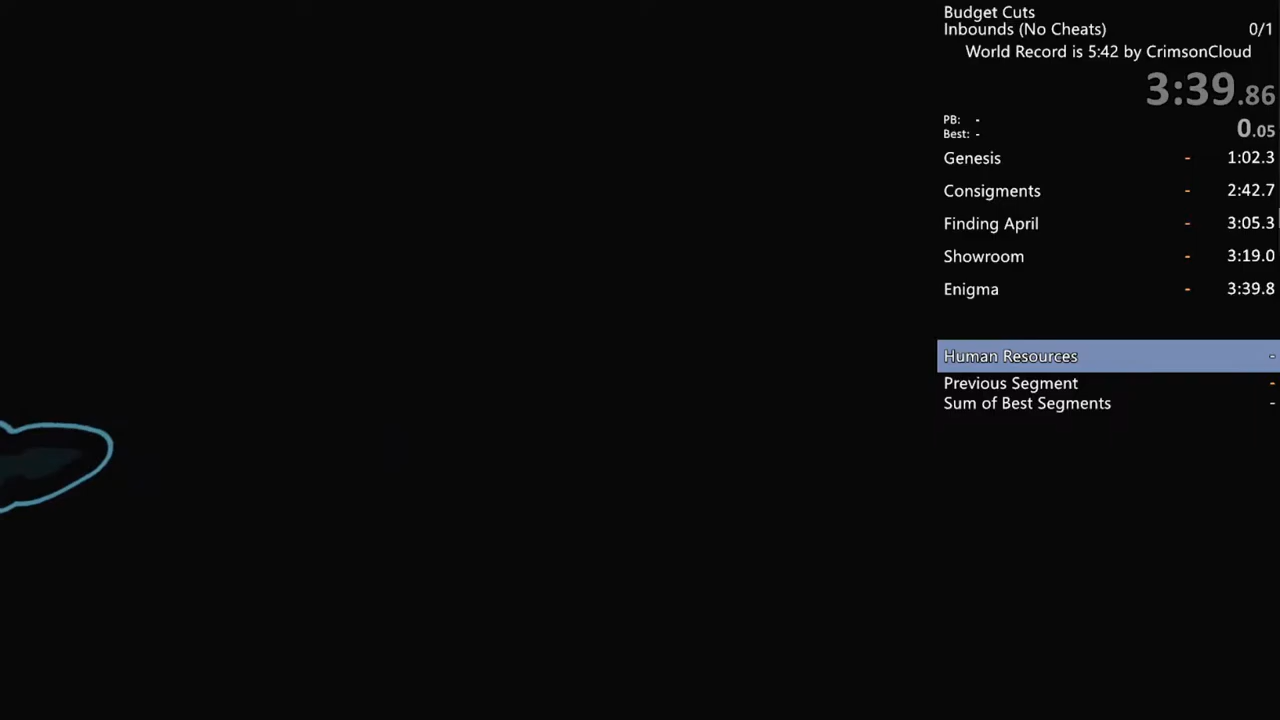 Budget Cuts
Inbounds (No Cheats) 0/1
World Record is 5:42 by CrimsonCloud
3:39.86
PB: -
0.05
Best: -
Genesis - 1:02.3
Consigments - 2:42.7
Finding April - 3:05.3
Showroom - 3:19.0
Enigma - 3:39.8
Human Resources -
Previous Segment -
Sum of Best Segments -